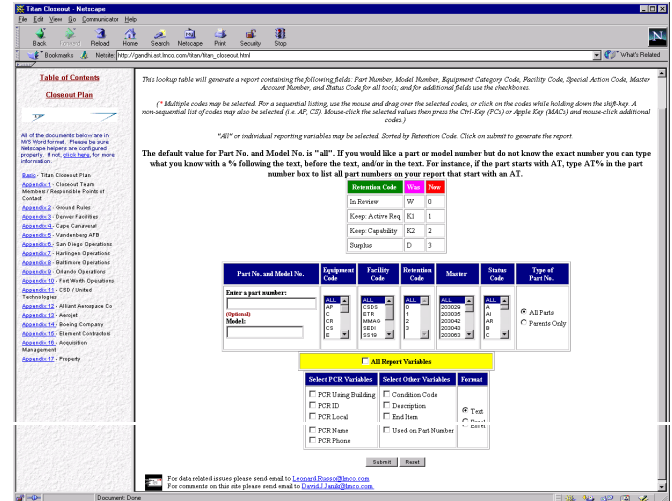 Titan Closeout - Netscape
File Edit View Go Communicator Help
Back Forward Reload Home Search Netscape Print Security Stop
N
Bookmarks Netsite: http://gandhi.ast.lmco.com/titan/titan_closeout.html What's Related
Table of Contents
Closeout Plan
All of the documents below are in
MS Word format. Please be sure
Netscape helpers are configured
properly. If not, click here, for more
information.
Basic - Titan Closeout Plan
Appendix 1 - Closeout Team
Members / Responsible Points of
Contact
Appendix 2 - Ground Rules
Appendix 3 - Denver Facilities
Appendix 4 - Cape Canaveral
Appendix 5 - Vandenberg AFB
Appendix 6 - San Diego Operations
Appendix 7 - Harlingen Operations
Appendix 8 - Baltimore Operations
Appendix 9 - Orlando Operations
Appendix 10 - Fort Worth Operations
Appendix 11 - CSD / United
Technologies
Appendix 12 - Alliant Aerospace Co
Appendix 13 - Aerojet
Appendix 14 - Boeing Company
Appendix 15 - Element Contractors
Appendix 16 - Acquisition
Management
Appendix 17 - Property
This lookup table will generate a report containing the following fields: Part Number, Model Number, Equipment Category Code, Facility Code, Special Action Code, Master
Account Number, and Status Code for all tools, and for additional fields use the checkboxes.
(* Multiple codes may be selected. For a sequential listing, use the mouse and drag over the selected codes, or click on the codes while holding down the shift-key. A
non-sequential list of codes may also be selected (i.e. AF, CS). Mouse-click the selected values then press the Ctrl-Key (PCs) or Apple Key (MACs) and mouse-click additional
codes.)
"All" or individual reporting variables may be selected. Sorted by Retention Code. Click on submit to generate the report.
The default value for Part No. and Model No. is "all". If you would like a part or model number but do not know the exact number you can type
what you know with a % following the text, before the text, and/or in the text. For instance, if the part starts with AT, type AT% in the part
number box to list all part numbers on your report that start with an AT.
Retention Code Was Now
In Review W 0
Keep: Active Req K1 1
Keep: Capability K2 2
Surplus D 3
Part No. and Model No. Equipment Code Facility Code Retention Code Master Status Code Type of Part No.
Enter a part number:
(Optional)
Model:
ALL AF C CR CS E
ALL CSDS ETR MMAG SEDI SS19
ALL 0 1 2 3
ALL 203029 203035 203042 203043 203063
ALL A AI AR B C
All Parts
Parents Only
All Report Variables
Select PCR Variables Select Other Variables Format
PCR Using Building Condition Code
PCR ID Description Text
PCR Local End Item
PCR Name Used on Part Number
PCR Phone
Submit Reset
For data related issues please send email to Leonard.Russo@lmco.com
For comments on this site please send email to David.J.Janik@lmco.com
Document: Done